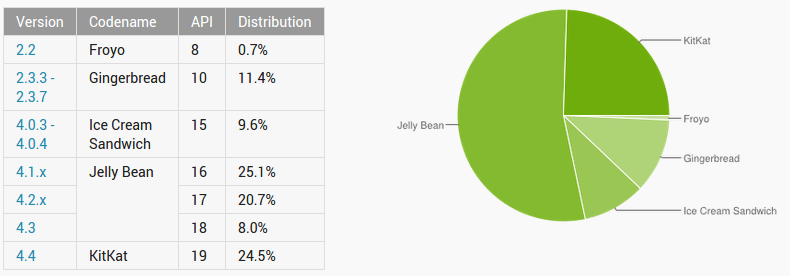 Version Codename API Distribution
2.2 Froyo 8 0.7%
2.3.3 - Gingerbread 10 11.4%
2.3.7
4.0.3 - Ice Cream 15 9.6%
4.0.4 Sandwich
4.1.x Jelly Bean 16 25.1%
4.2.x 17 20.7%
4.3 18 8.0%
4.4 KitKat 19 24.5%
KitKat
Jelly Bean
Froyo
Gingerbread
Ice Cream Sandwich